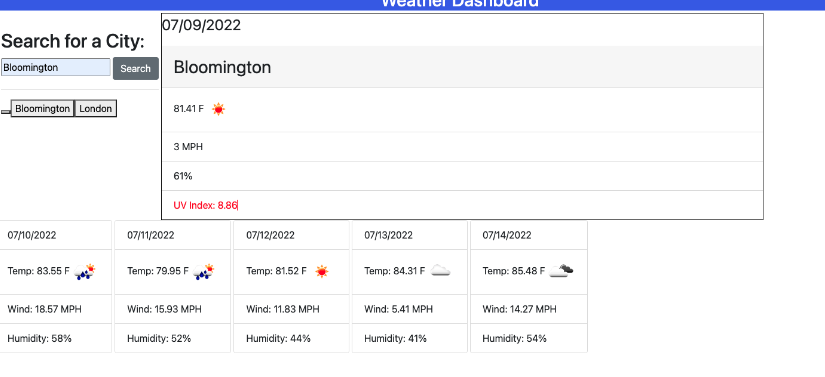 Weather Dashboard
07/09/2022
Search for a City:
Bloomington
Search
Bloomington London
Bloomington
81.41 F
3 MPH
61%
UV Index: 8.86
07/10/2022 07/11/2022 07/12/2022 07/13/2022 07/14/2022
Temp: 83.55 F Temp: 79.95 F Temp: 81.52 F Temp: 84.31 F Temp: 85.48 F
Wind: 18.57 MPH Wind: 15.93 MPH Wind: 11.83 MPH Wind: 5.41 MPH Wind: 14.27 MPH
Humidity: 58% Humidity: 52% Humidity: 44% Humidity: 41% Humidity: 54%